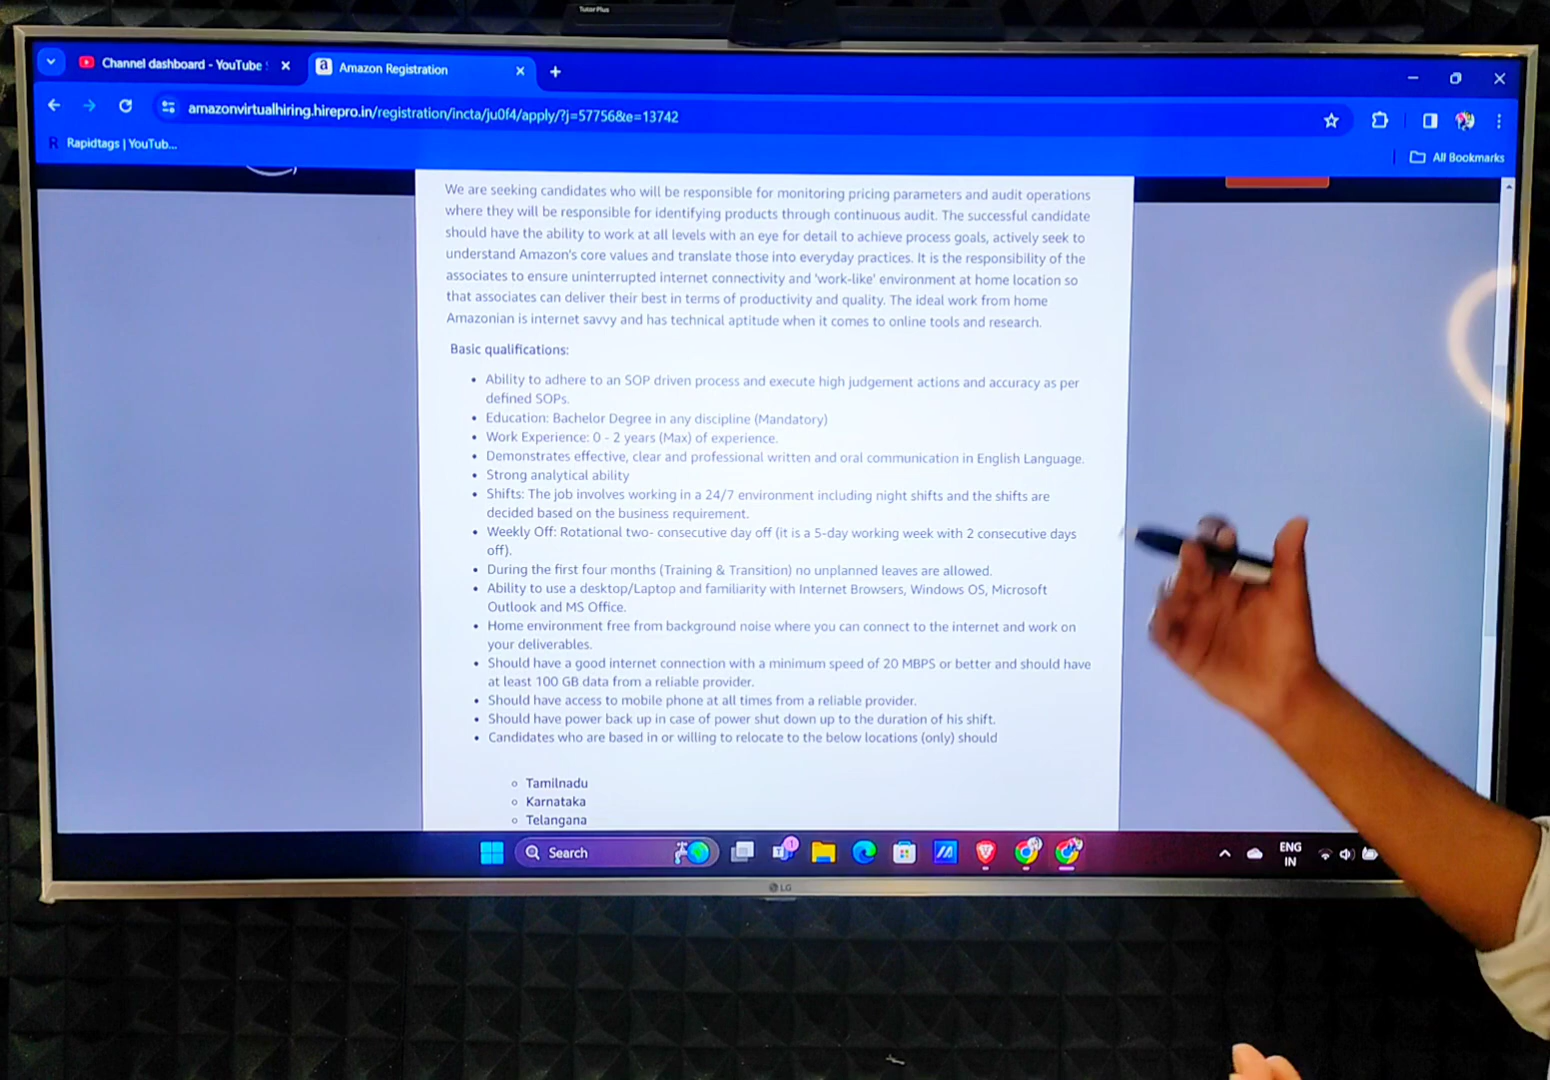 TutorPlus
Channel dashboard - YouTube
Amazon Registration
amazonvirtualhiring.hirepro.in/registration/incta/ju0f4/apply/?j=57756&e=13742
R Rapidtags | YouTub...
All Bookmarks
We are seeking candidates who will be responsible for monitoring pricing parameters and audit operations
where they will be responsible for identifying products through continuous audit. The successful candidate
should have the ability to work at all levels with an eye for detail to achieve process goals, actively seek to
understand Amazon's core values and translate those into everyday practices. It is the responsibility of the
associates to ensure uninterrupted internet connectivity and 'work-like' environment at home location so
that associates can deliver their best in terms of productivity and quality. The ideal work from home
Amazonian is internet savvy and has technical aptitude when it comes to online tools and research.
Basic qualifications:
• Ability to adhere to an SOP driven process and execute high judgement actions and accuracy as per
defined SOPs.
• Education: Bachelor Degree in any discipline (Mandatory)
• Work Experience: 0 - 2 years (Max) of experience.
• Demonstrates effective, clear and professional written and oral communication in English Language.
• Strong analytical ability
• Shifts: The job involves working in a 24/7 environment including night shifts and the shifts are
decided based on the business requirement.
• Weekly Off: Rotational two- consecutive day off (it is a 5-day working week with 2 consecutive days
off).
• During the first four months (Training & Transition) no unplanned leaves are allowed.
• Ability to use a desktop/Laptop and familiarity with Internet Browsers, Windows OS, Microsoft
Outlook and MS Office.
• Home environment free from background noise where you can connect to the internet and work on
your deliverables.
• Should have a good internet connection with a minimum speed of 20 MBPS or better and should have
at least 100 GB data from a reliable provider.
• Should have access to mobile phone at all times from a reliable provider.
• Should have power back up in case of power shut down up to the duration of his shift.
• Candidates who are based in or willing to relocate to the below locations (only) should
○ Tamilnadu
○ Karnataka
○ Telangana
Search
1
ENG
IN
LG